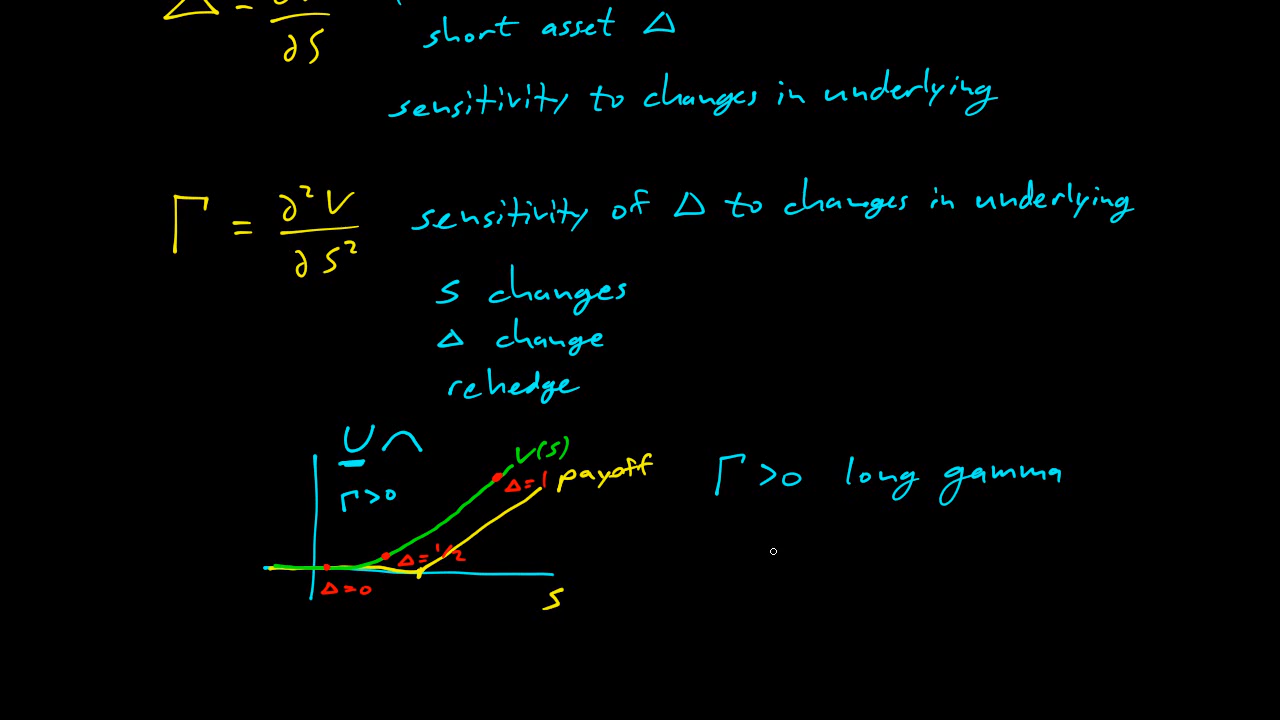 Δ = ∂V/∂S
short asset Δ
sensitivity to changes in underlying
Γ = ∂²V/∂S² sensitivity of Δ to changes in underlying
S changes
Δ change
rehedge
Γ>0
V(S)
payoff
Δ=1
Δ=1/2
Δ=0
S
Γ>0 long gamma